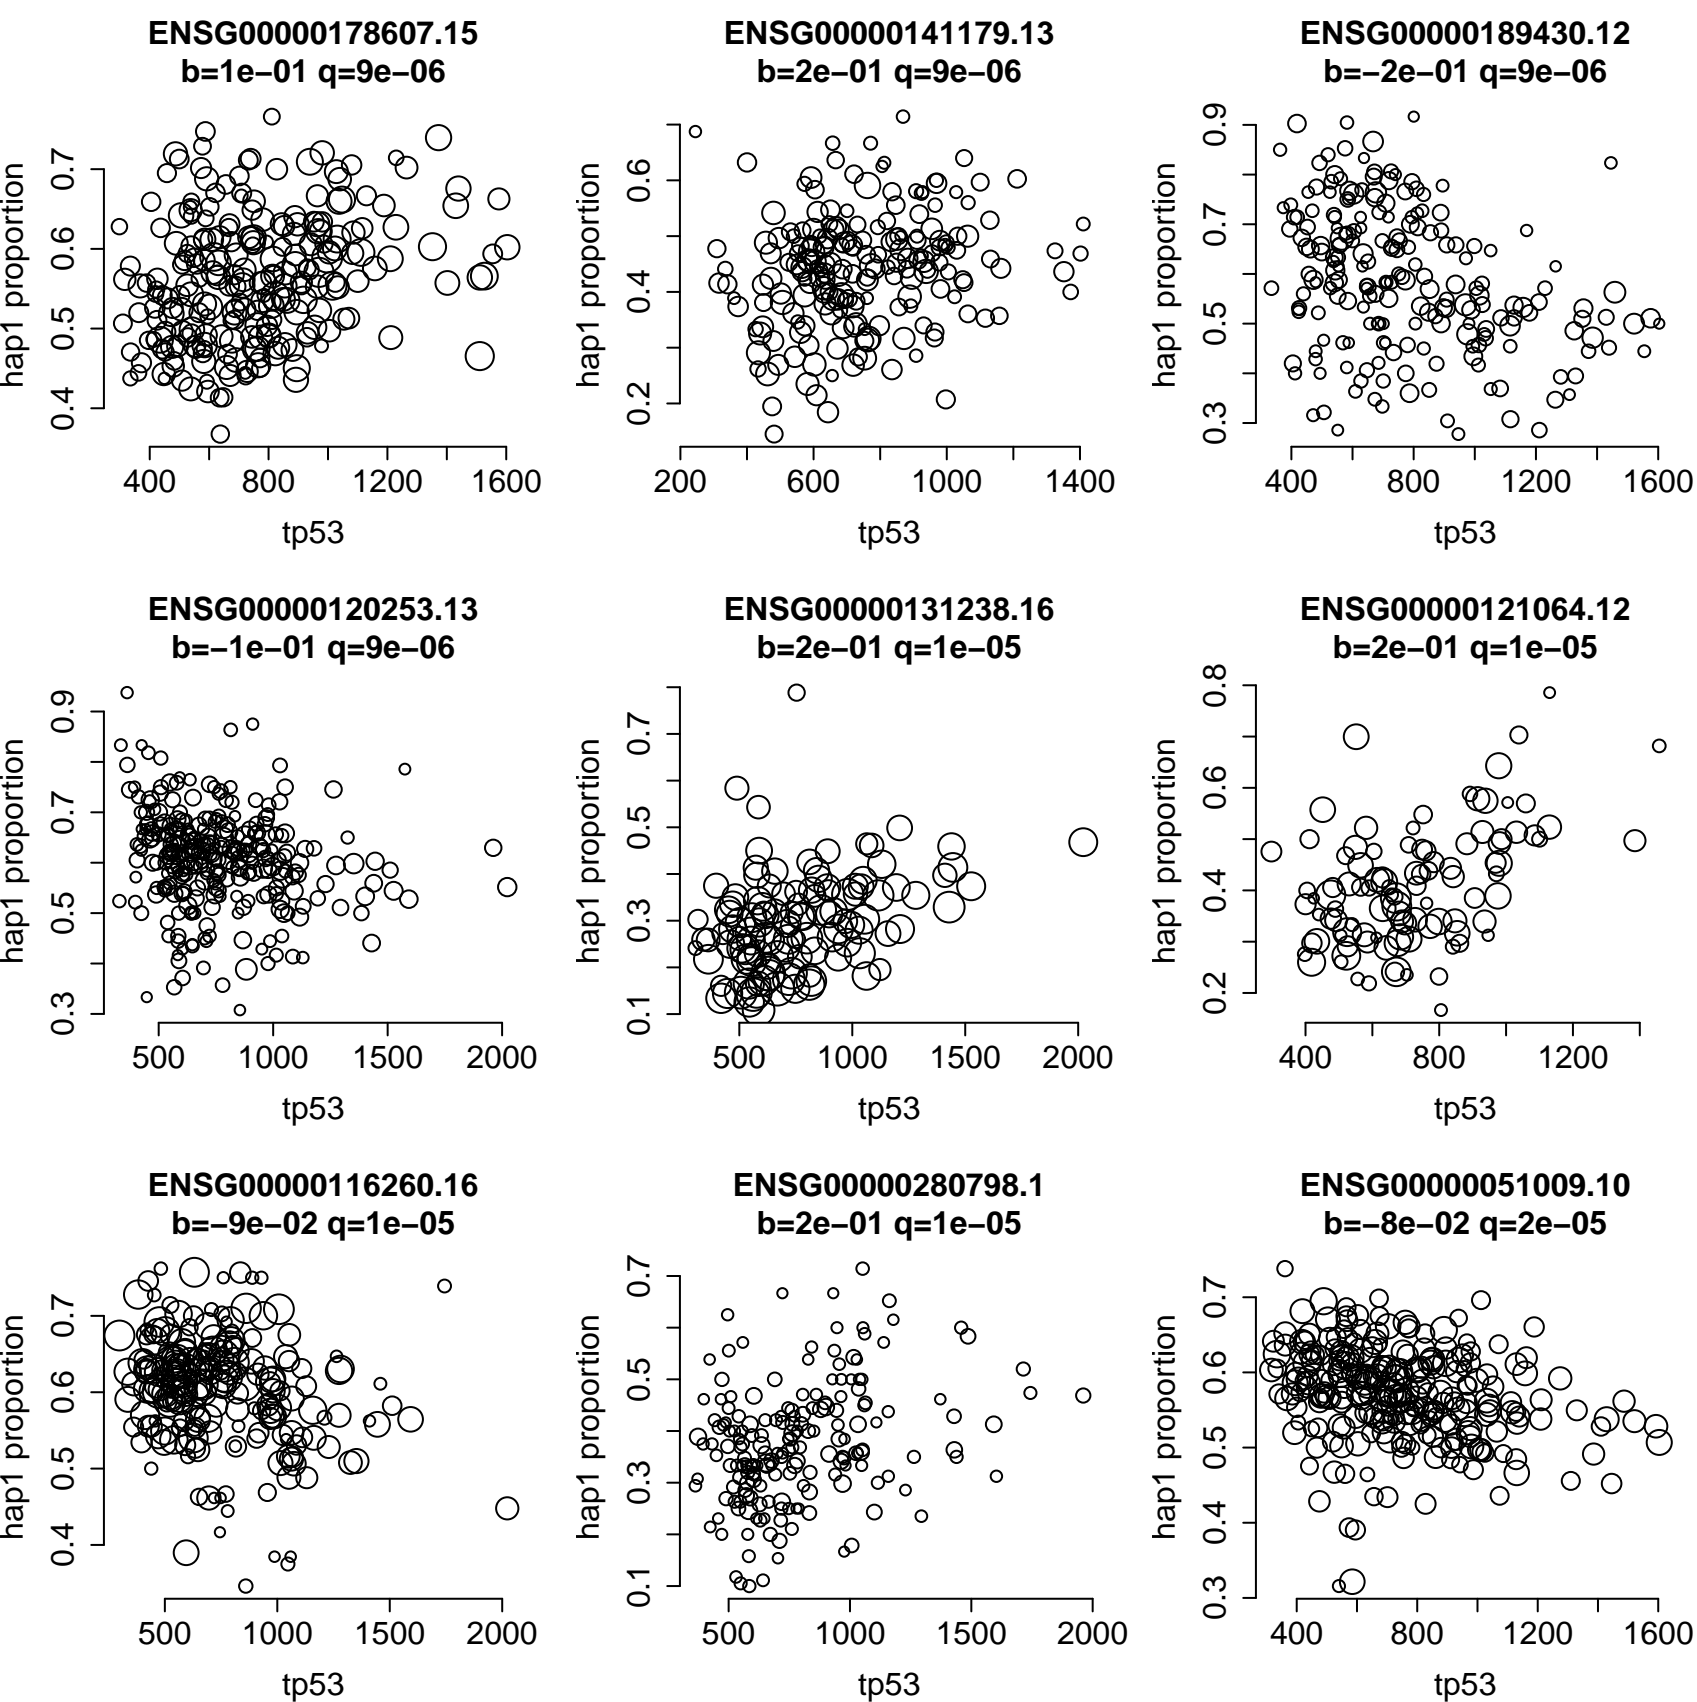 ENSG00000178607.15
b=1e−01 q=9e−06
hap1 proportion
0.4 0.5 0.6 0.7
400 800 1200 1600
tp53
ENSG00000141179.13
b=2e−01 q=9e−06
hap1 proportion
0.2 0.4 0.6
200 600 1000 1400
tp53
ENSG00000189430.12
b=−2e−01 q=9e−06
hap1 proportion
0.3 0.5 0.7 0.9
400 800 1200 1600
tp53
ENSG00000120253.13
b=−1e−01 q=9e−06
hap1 proportion
0.3 0.5 0.7 0.9
500 1000 1500 2000
tp53
ENSG00000131238.16
b=2e−01 q=1e−05
hap1 proportion
0.1 0.3 0.5 0.7
500 1000 1500 2000
tp53
ENSG00000121064.12
b=2e−01 q=1e−05
hap1 proportion
0.2 0.4 0.6 0.8
400 800 1200
tp53
ENSG00000116260.16
b=−9e−02 q=1e−05
hap1 proportion
0.4 0.5 0.6 0.7
500 1000 1500 2000
tp53
ENSG00000280798.1
b=2e−01 q=1e−05
hap1 proportion
0.1 0.3 0.5 0.7
500 1000 1500 2000
tp53
ENSG00000051009.10
b=−8e−02 q=2e−05
hap1 proportion
0.3 0.4 0.5 0.6 0.7
400 800 1200 1600
tp53